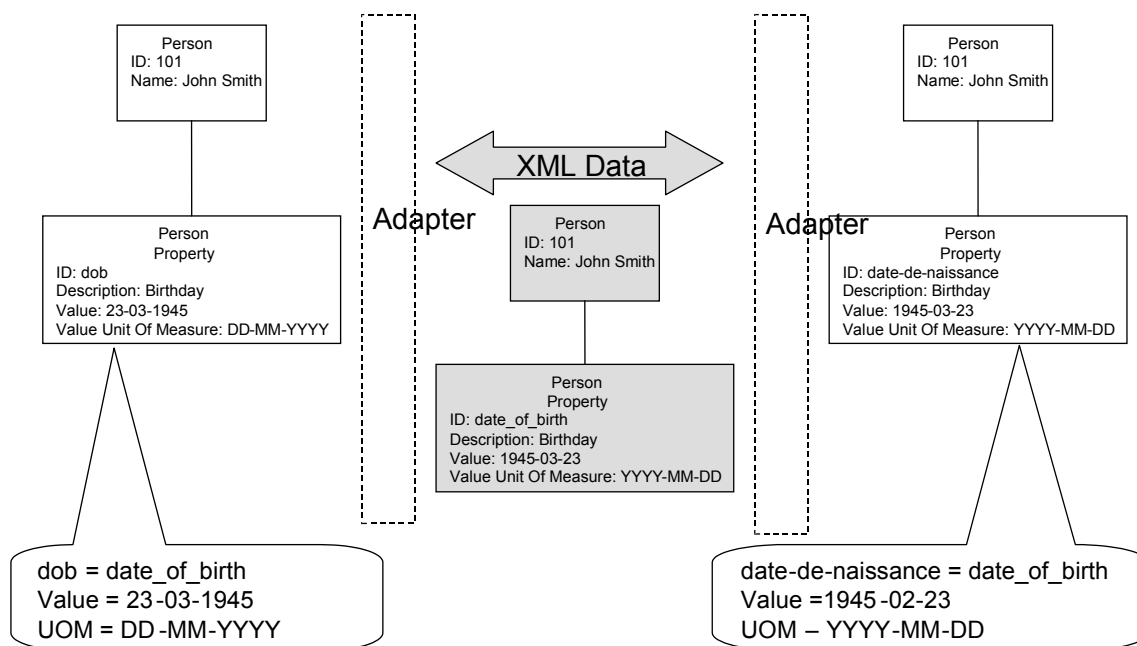 Person
ID: 101
Name: John Smith
Person
Property
ID: dob
Description: Birthday
Value: 23-03-1945
Value Unit Of Measure: DD-MM-YYYY
dob = date_of_birth
Value = 23-03-1945
UOM = DD-MM-YYYY
Adapter
XML Data
Person
ID: 101
Name: John Smith
Person
Property
ID: date_of_birth
Description: Birthday
Value: 1945-03-23
Value Unit Of Measure: YYYY-MM-DD
Adapter
Person
ID: 101
Name: John Smith
Person
Property
ID: date-de-naissance
Description: Birthday
Value: 1945-03-23
Value Unit Of Measure: YYYY-MM-DD
date-de-naissance = date_of_birth
Value =1945-02-23
UOM – YYYY-MM-DD